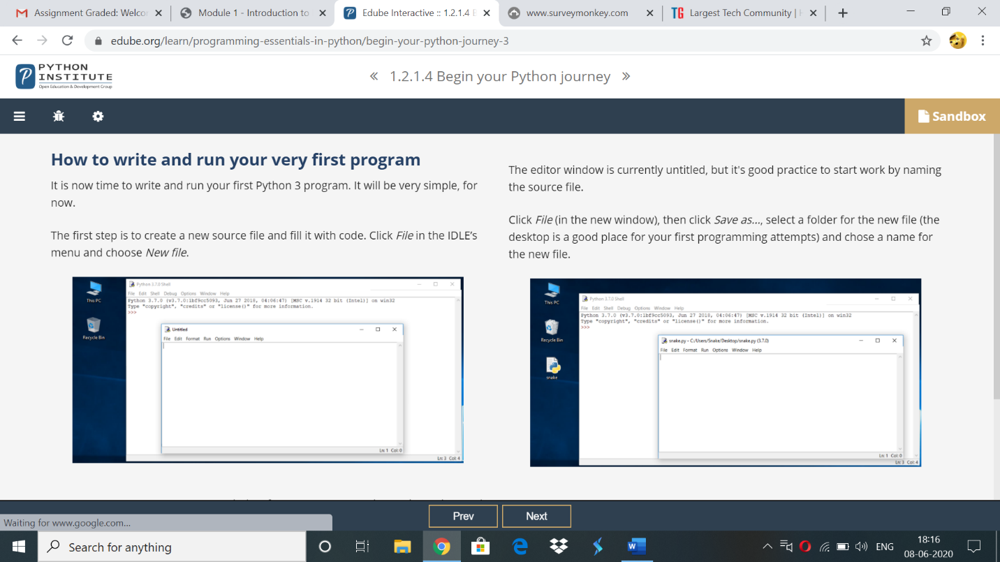 Assignment Graded: Welco
Module 1 - Introduction to
Edube Interactive :: 1.2.1.4
www.surveymonkey.com
TG Largest Tech Community |
edube.org/learn/programming-essentials-in-python/begin-your-python-journey-3
PYTHON
INSTITUTE
Open Education & Development Group
« 1.2.1.4 Begin your Python journey »
Sandbox
How to write and run your very first program
It is now time to write and run your first Python 3 program. It will be very simple, for
now.
The first step is to create a new source file and fill it with code. Click File in the IDLE’s
menu and choose New file.
This PC
Recycle Bin
Python 3.7.0 Shell
File Edit Shell Debug Options Window Help
Python 3.7.0 (v3.7.0:1bf9cc5093, Jun 27 2018, 04:06:47) [MSC v.1914 32 bit (Intel)] on win32
Type "copyright", "credits" or "license()" for more information.
>>>
Untitled
File Edit Format Run Options Window Help
Ln: 1 Col: 0
Ln: 3 Col: 4
The editor window is currently untitled, but it's good practice to start work by naming
the source file.
Click File (in the new window), then click Save as..., select a folder for the new file (the
desktop is a good place for your first programming attempts) and chose a name for
the new file.
This PC
Recycle Bin
snake
Python 3.7.0 Shell
File Edit Shell Debug Options Window Help
Python 3.7.0 (v3.7.0:1bf9cc5093, Jun 27 2018, 04:06:47) [MSC v.1914 32 bit (Intel)] on win32
Type "copyright", "credits" or "license()" for more information.
>>>
snake.py - C:/Users/Snake/Desktop/snake.py (3.7.0)
File Edit Format Run Options Window Help
Ln: 1 Col: 0
Ln: 3 Col: 4
Prev
Next
Waiting for www.google.com...
Search for anything
ENG
18:16
08-06-2020